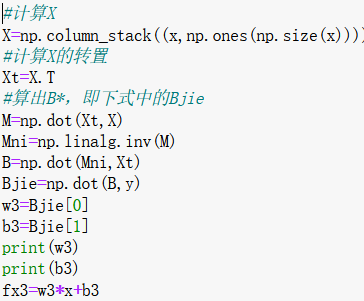 #计算X
X=np.column_stack((x,np.ones(np.size(x))))
#计算X的转置
Xt=X.T
#算出B*，即下式中的Bjie
M=np.dot(Xt,X)
Mni=np.linalg.inv(M)
B=np.dot(Mni,Xt)
Bjie=np.dot(B,y)
w3=Bjie[0]
b3=Bjie[1]
print(w3)
print(b3)
fx3=w3*x+b3